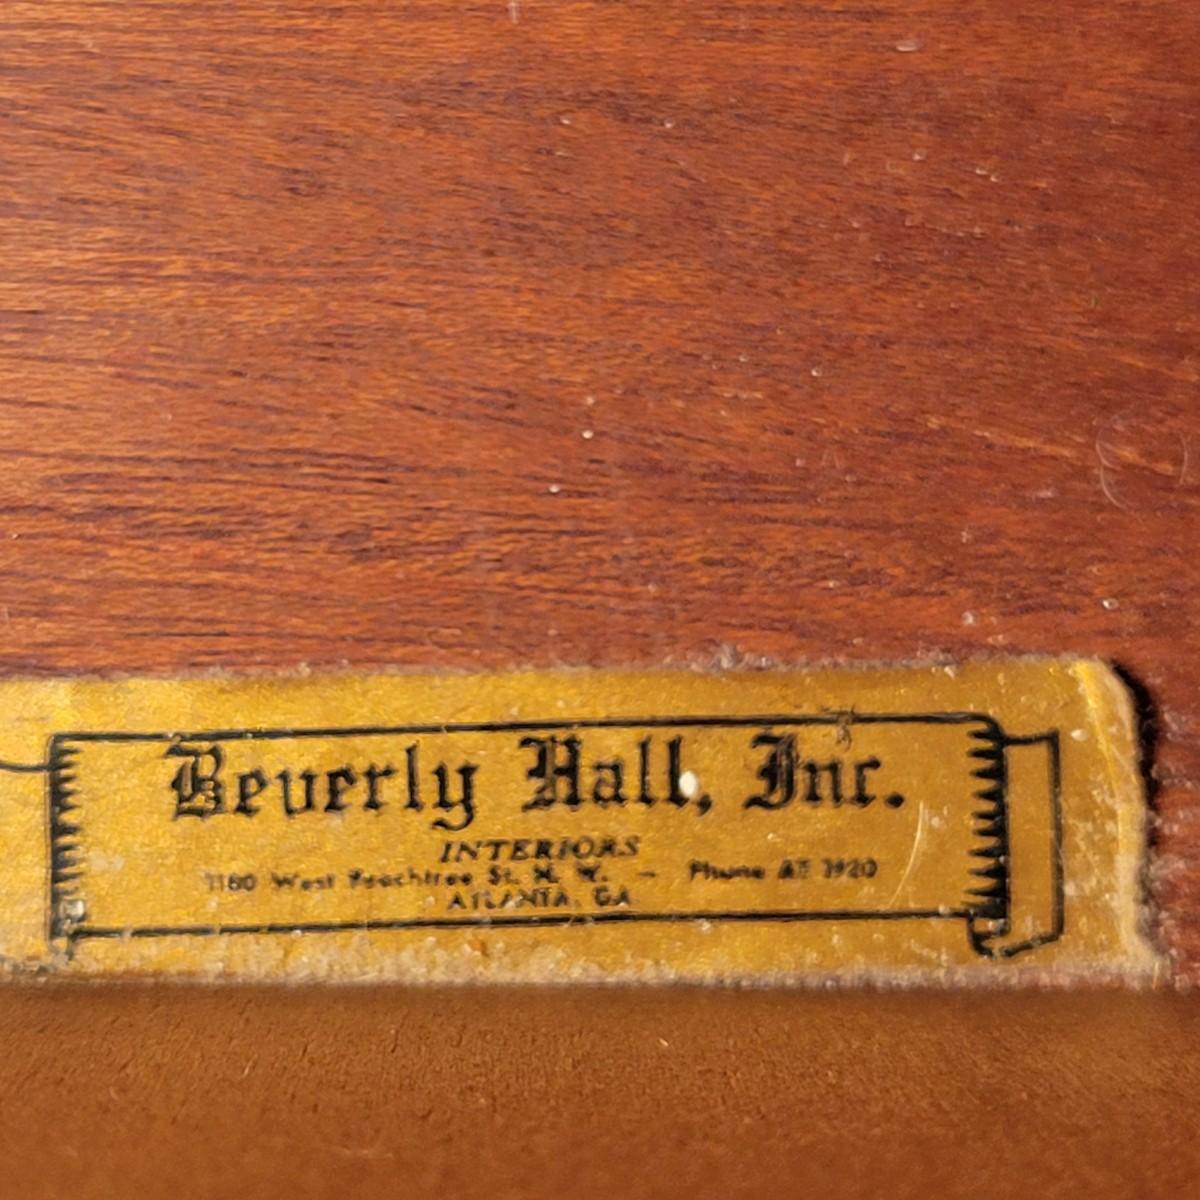 Beverly Hall, Inc.
INTERIORS
1180 West Peachtree St. N. W. - Phone AT 1920
ATLANTA, GA